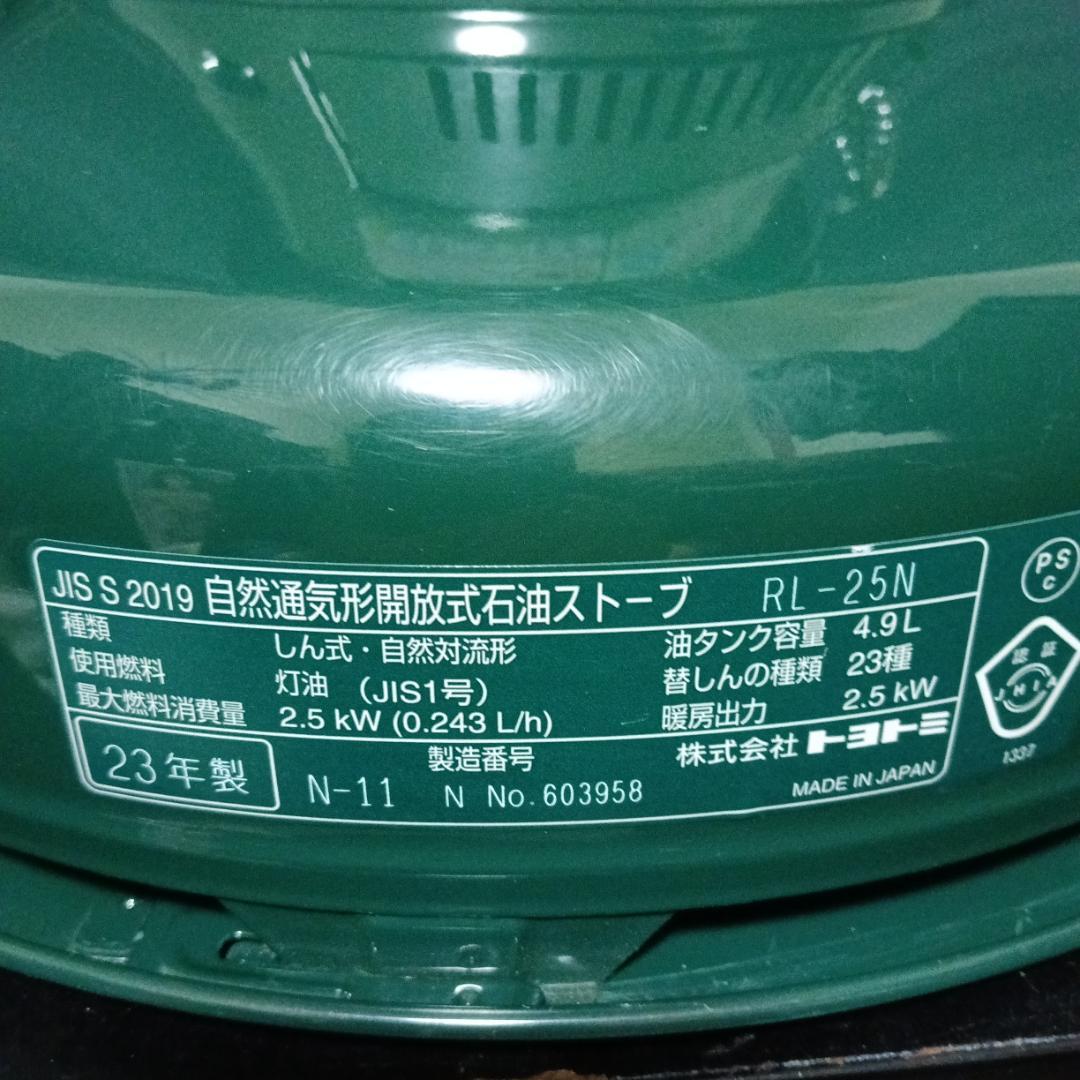 JIS S 2019 自然通気形開放式石油ストーブ RL-25N
種類 しん式・自然対流形 油タンク容量 4.9L
使用燃料 灯油 (JIS1号) 替しんの種類 23種
最大燃料消費量 2.5 kW (0.243 L/h) 暖房出力 2.5 kW
23年製 製造番号 株式会社トヨトミ
N-11 N No.603958 MADE IN JAPAN
PS
C
認証
JHIA